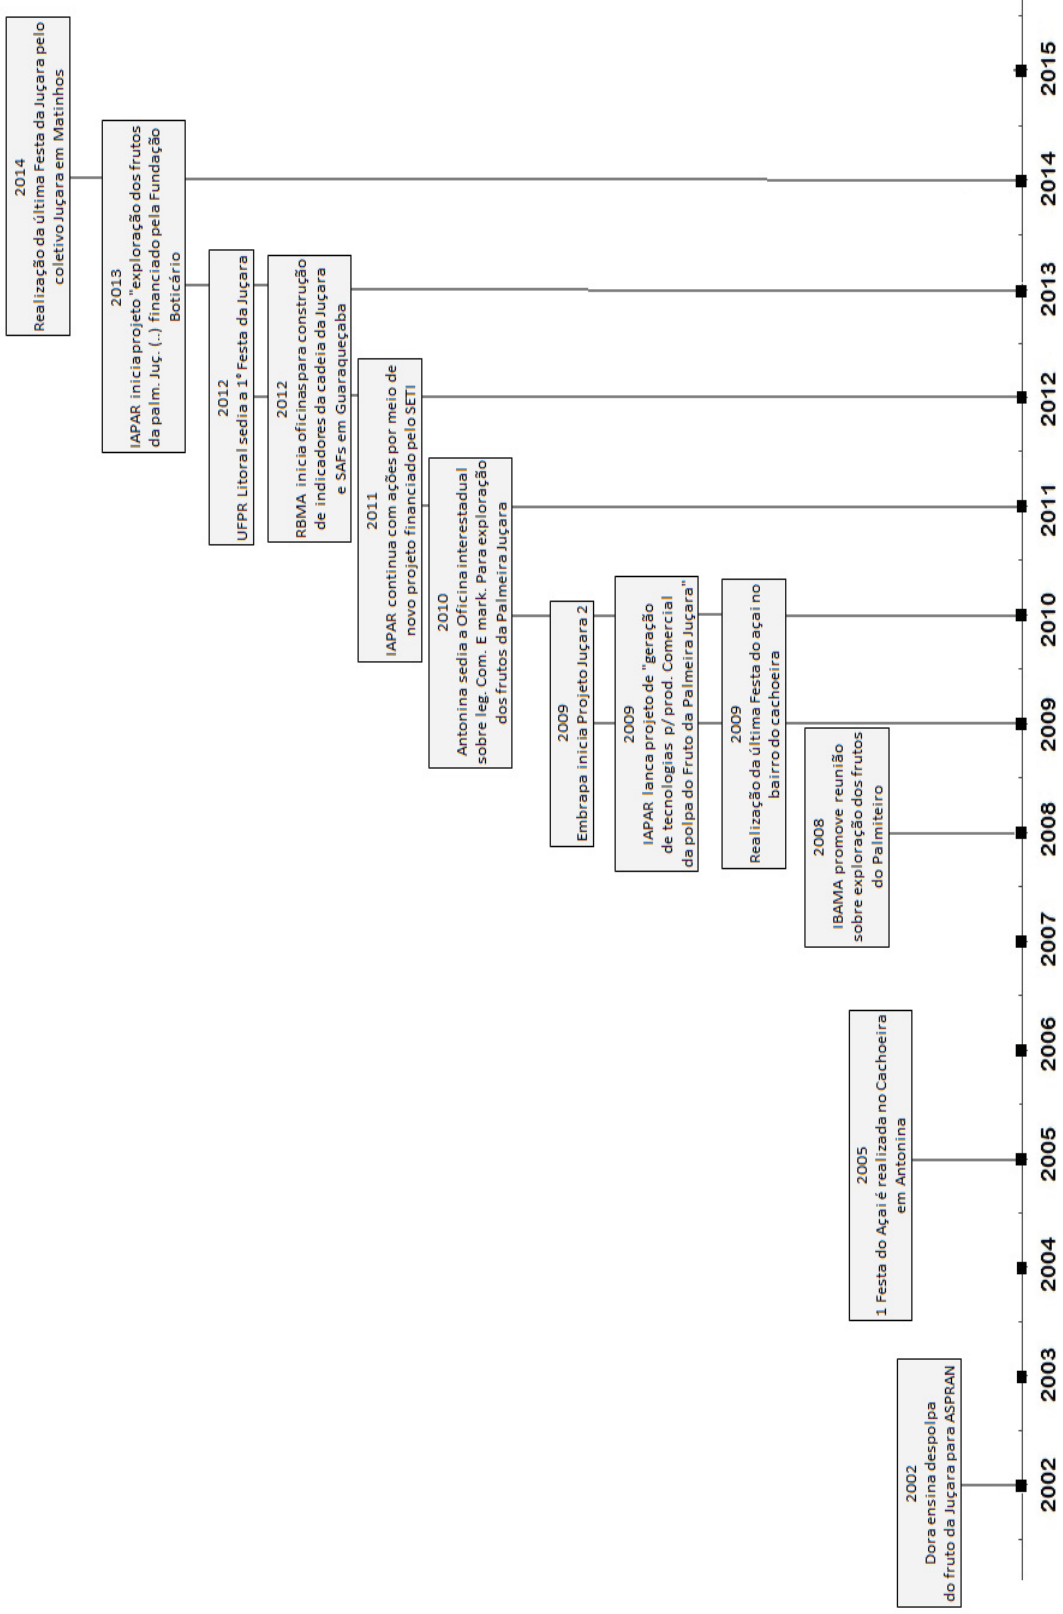 2014
Realização da última Festa da Juçara pelo
coletivo Juçara em Matinhos
2013
IAPAR inicia projeto "exploração dos frutos
da palm. Juç. (..) financiado pela Fundação
Boticário
2012
UFPR Litoral sedia a 1° Festa da Juçara
2012
RBMA inicia oficinas para construção
de indicadores da cadeia da Juçara
e SAFs em Guaraqueçaba
2011
IAPAR continua com ações por meio de
novo projeto financiado pelo SETI
2010
Antonina sedia a Oficina interestadual
sobre leg. Com. E mark. Para exploração
dos frutos da Palmeira Juçara
2009
Embrapa inicia Projeto Juçara 2
2009
IAPAR lanca projeto de "geração
de tecnologias p/ prod. Comercial
da polpa do Fruto da Palmeira Juçara"
2009
Realização da última Festa do açai no
bairro do cachoeira
2008
IBAMA promove reunião
sobre exploração dos frutos
do Palmiteiro
2005
1 Festa do Açai é realizada no Cachoeira
em Antonina
2002
Dora ensina despolpa
do fruto da Juçara para ASPRAN
2002 2003 2004 2005 2006 2007 2008 2009 2010 2011 2012 2013 2014 2015